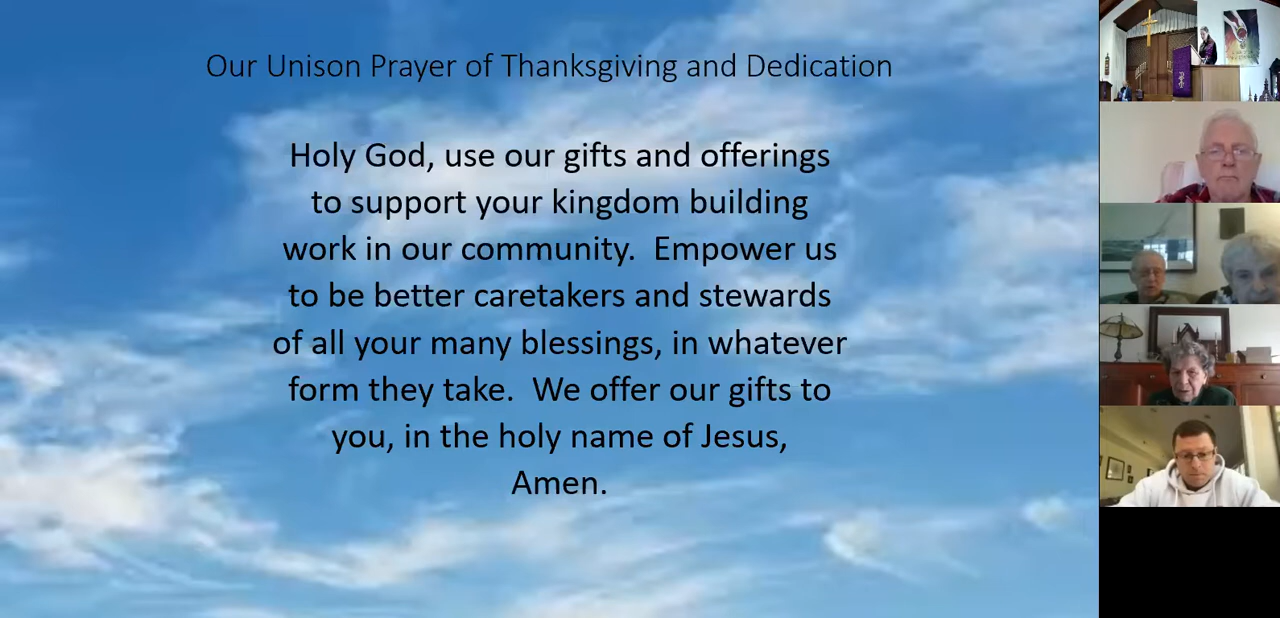 Our Unison Prayer of Thanksgiving and Dedication
Holy God, use our gifts and offerings
to support your kingdom building
work in our community.  Empower us
to be better caretakers and stewards
of all your many blessings, in whatever
form they take.  We offer our gifts to
you, in the holy name of Jesus,
Amen.